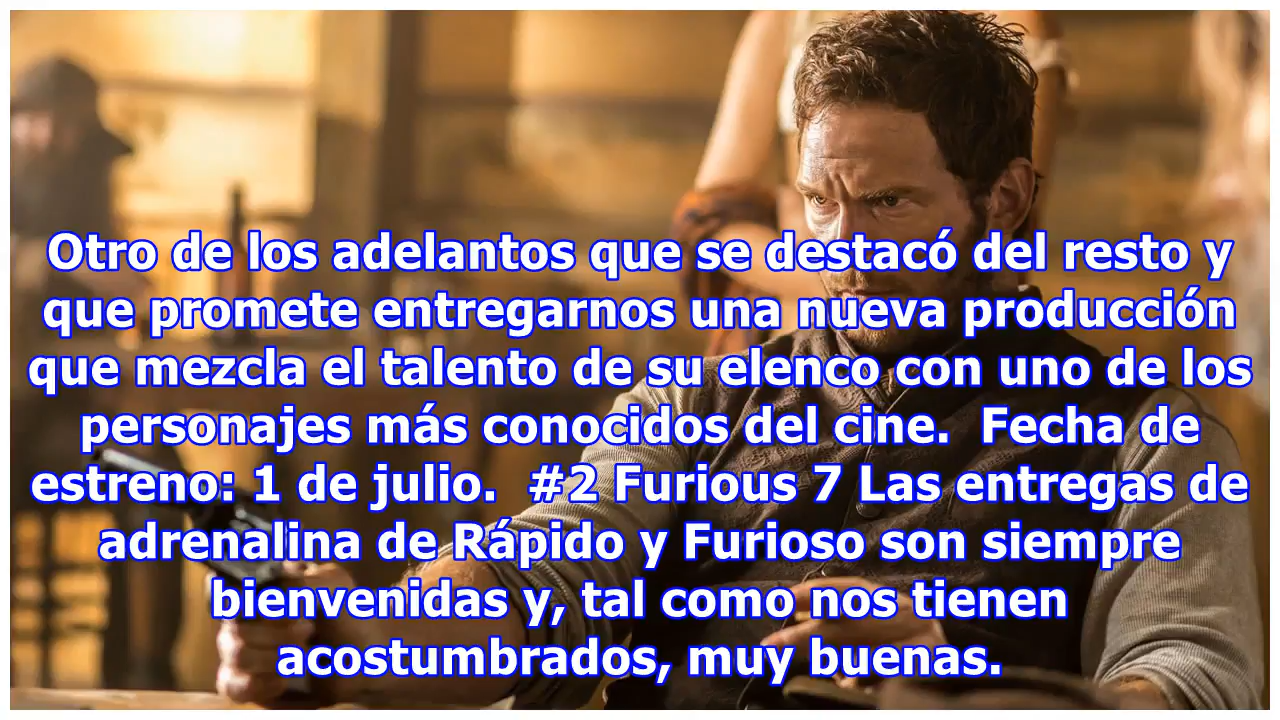 Otro de los adelantos que se destacó del resto y
que promete entregarnos una nueva producción
que mezcla el talento de su elenco con uno de los
personajes más conocidos del cine.  Fecha de
estreno: 1 de julio.  #2 Furious 7 Las entregas de
adrenalina de Rápido y Furioso son siempre
bienvenidas y, tal como nos tienen
acostumbrados, muy buenas.